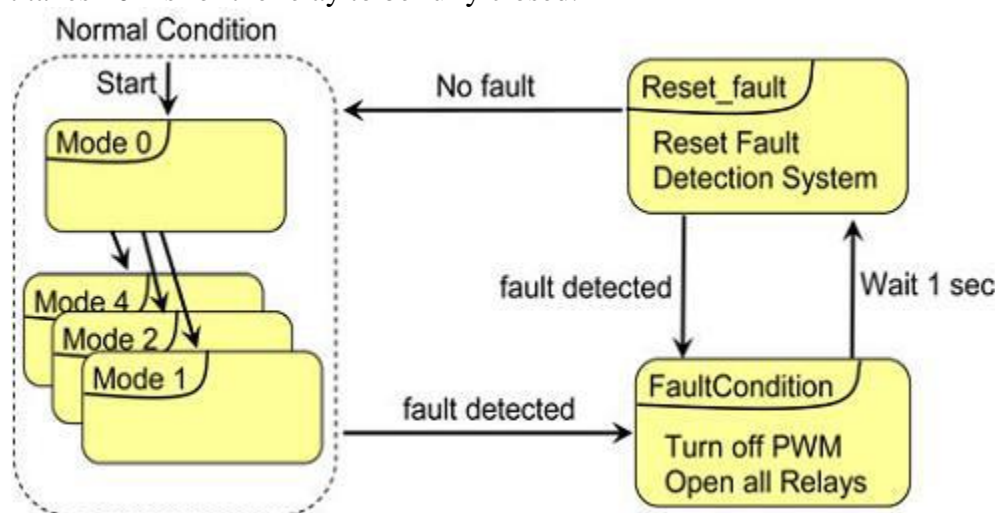 Normal Condition
Start
Mode 0
Mode 4
Mode 2
Mode 1
No fault
Reset_fault
Reset Fault
Detection System
fault detected
Wait 1 sec
fault detected
FaultCondition
Turn off PWM
Open all Relays